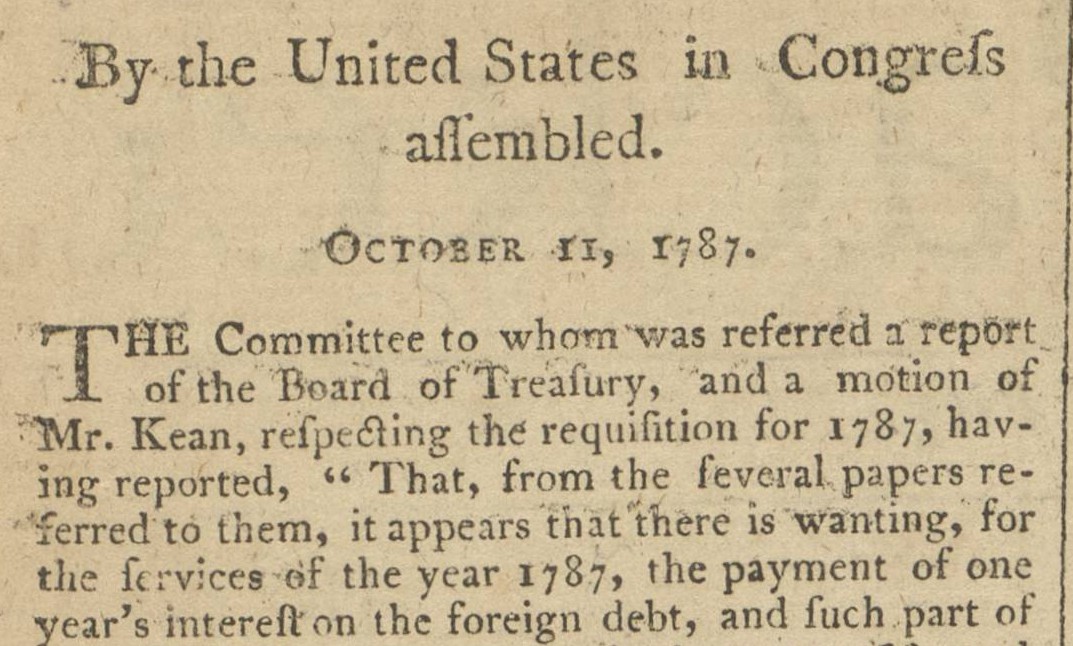 By the United States in Congreſs
aſſembled.
OCTOBER 11, 1787.
THE Committee to whom was referred a report
of the Board of Treaſury, and a motion of
Mr. Kean, reſpecting the requiſition for 1787, hav-
ing reported, “ That, from the ſeveral papers re-
ferred to them, it appears that there is wanting, for
the ſervices of the year 1787, the payment of one
year's intereſt on the foreign debt, and ſuch part of